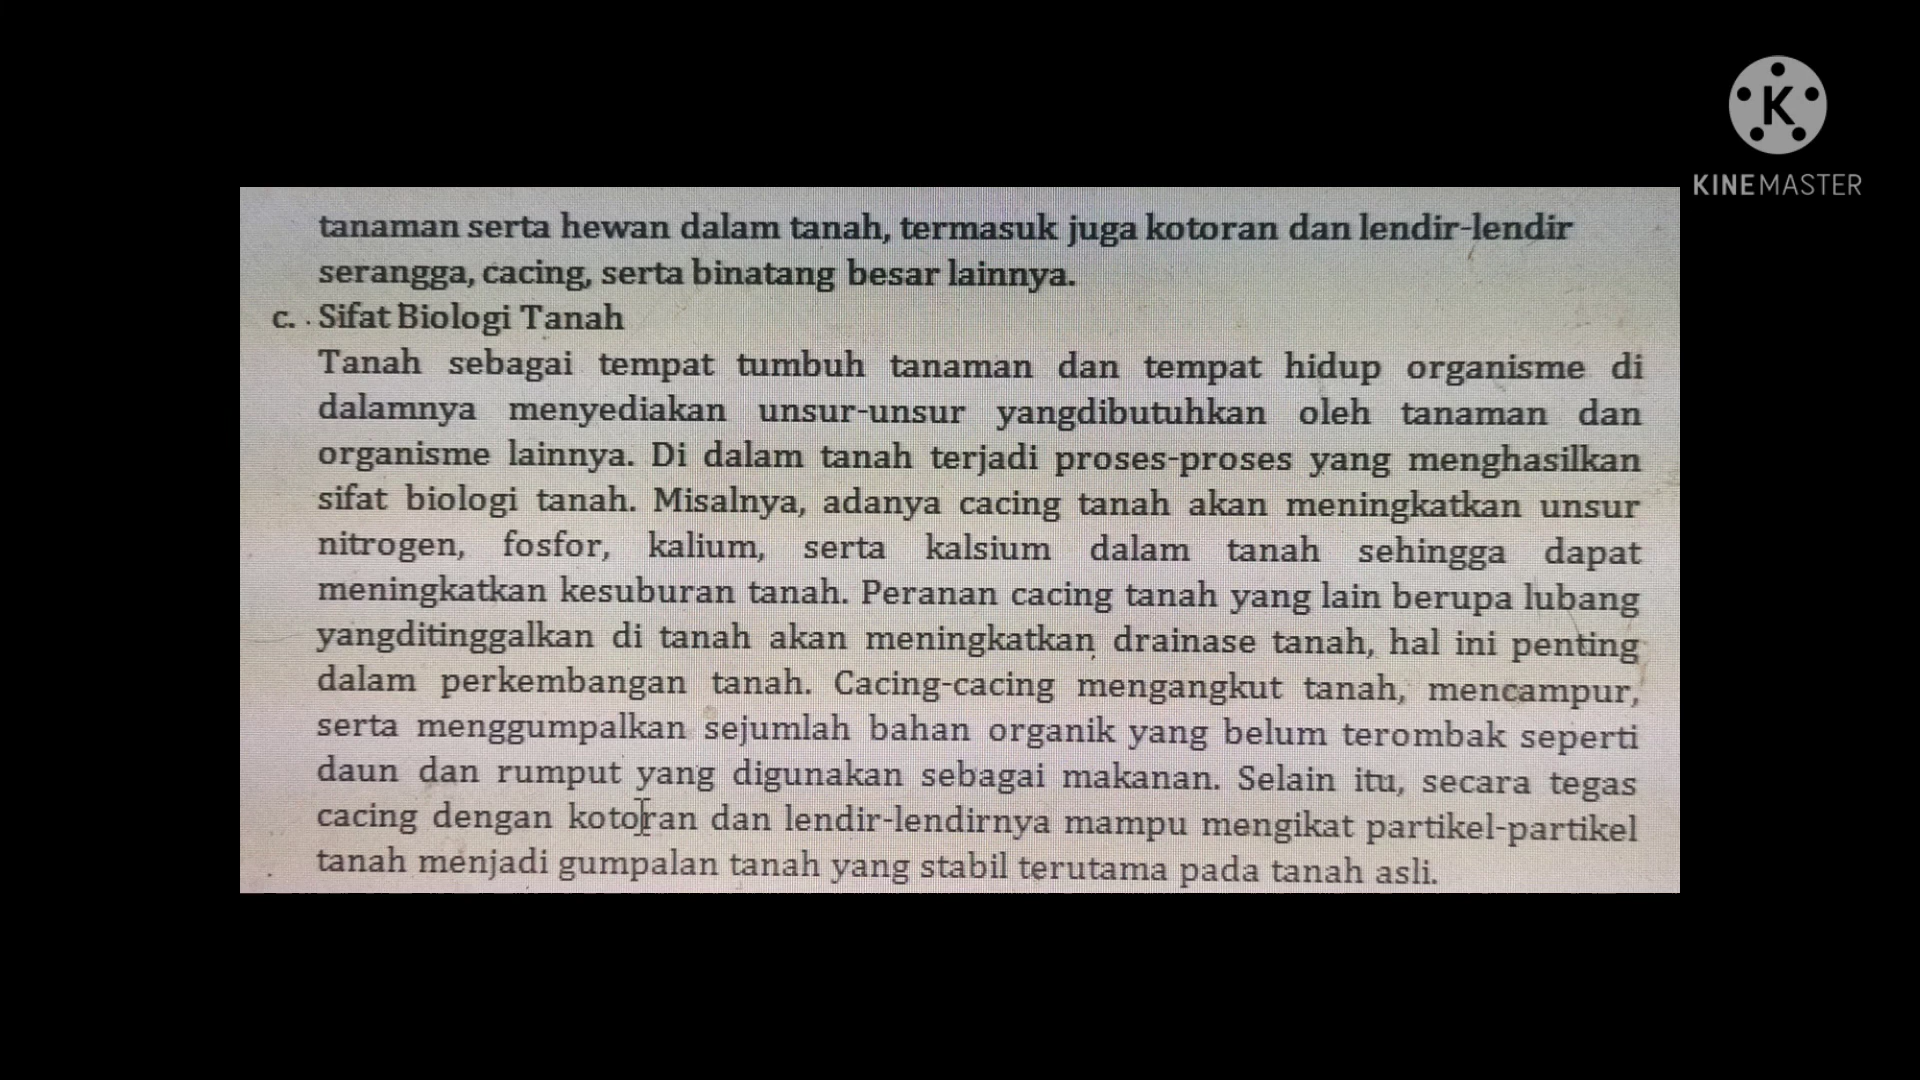 K
KINEMASTER
tanaman serta hewan dalam tanah, termasuk juga kotoran dan lendir-lendir
serangga, cacing, serta binatang besar lainnya.
c. Sifat Biologi Tanah
Tanah sebagai tempat tumbuh tanaman dan tempat hidup organisme di
dalamnya menyediakan unsur-unsur yangdibutuhkan oleh tanaman dan
organisme lainnya. Di dalam tanah terjadi proses-proses yang menghasilkan
sifat biologi tanah. Misalnya, adanya cacing tanah akan meningkatkan unsur
nitrogen, fosfor, kalium, serta kalsium dalam tanah sehingga dapat
meningkatkan kesuburan tanah. Peranan cacing tanah yang lain berupa lubang
yangditinggalkan di tanah akan meningkatkan drainase tanah, hal ini penting
dalam perkembangan tanah. Cacing-cacing mengangkut tanah, mencampur,
serta menggumpalkan sejumlah bahan organik yang belum terombak seperti
daun dan rumput yang digunakan sebagai makanan. Selain itu, secara tegas
cacing dengan kotoran dan lendir-lendirnya mampu mengikat partikel-partikel
tanah menjadi gumpalan tanah yang stabil terutama pada tanah asli.